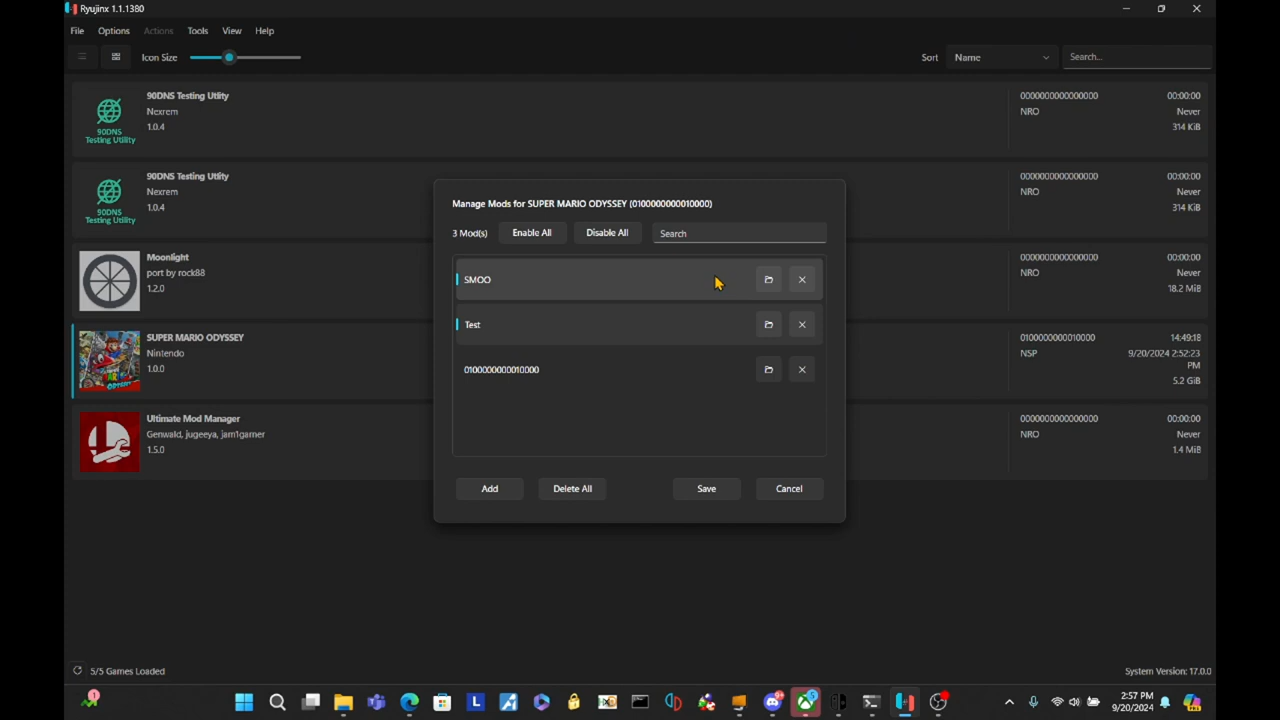 Ryujinx 1.1.1380
File Options Actions Tools View Help
Icon Size Sort Name Search...
90DNS Testing Utility
Nexrem
1.0.4
90DNS
Testing Utility
0000000000000000 00:00:00
NRO Never
314 KiB
90DNS Testing Utility
Nexrem
1.0.4
90DNS
Testing Utility
0000000000000000 00:00:00
NRO Never
314 KiB
Moonlight
port by rock88
1.2.0
0000000000000000 00:00:00
NRO Never
18.2 MiB
SUPER MARIO ODYSSEY
Nintendo
1.0.0
0100000000010000 14:49:18
NSP 9/20/2024 2:52:23
PM
5.2 GiB
Ultimate Mod Manager
Genwald, jugeeya, jam1garner
1.5.0
0000000000000000 00:00:00
NRO Never
1.4 MiB
Manage Mods for SUPER MARIO ODYSSEY (0100000000010000)
3 Mod(s) Enable All Disable All Search
SMOO
Test
0100000000010000
Add Delete All Save Cancel
5/5 Games Loaded System Version: 17.0.0
2:57 PM
9/20/2024